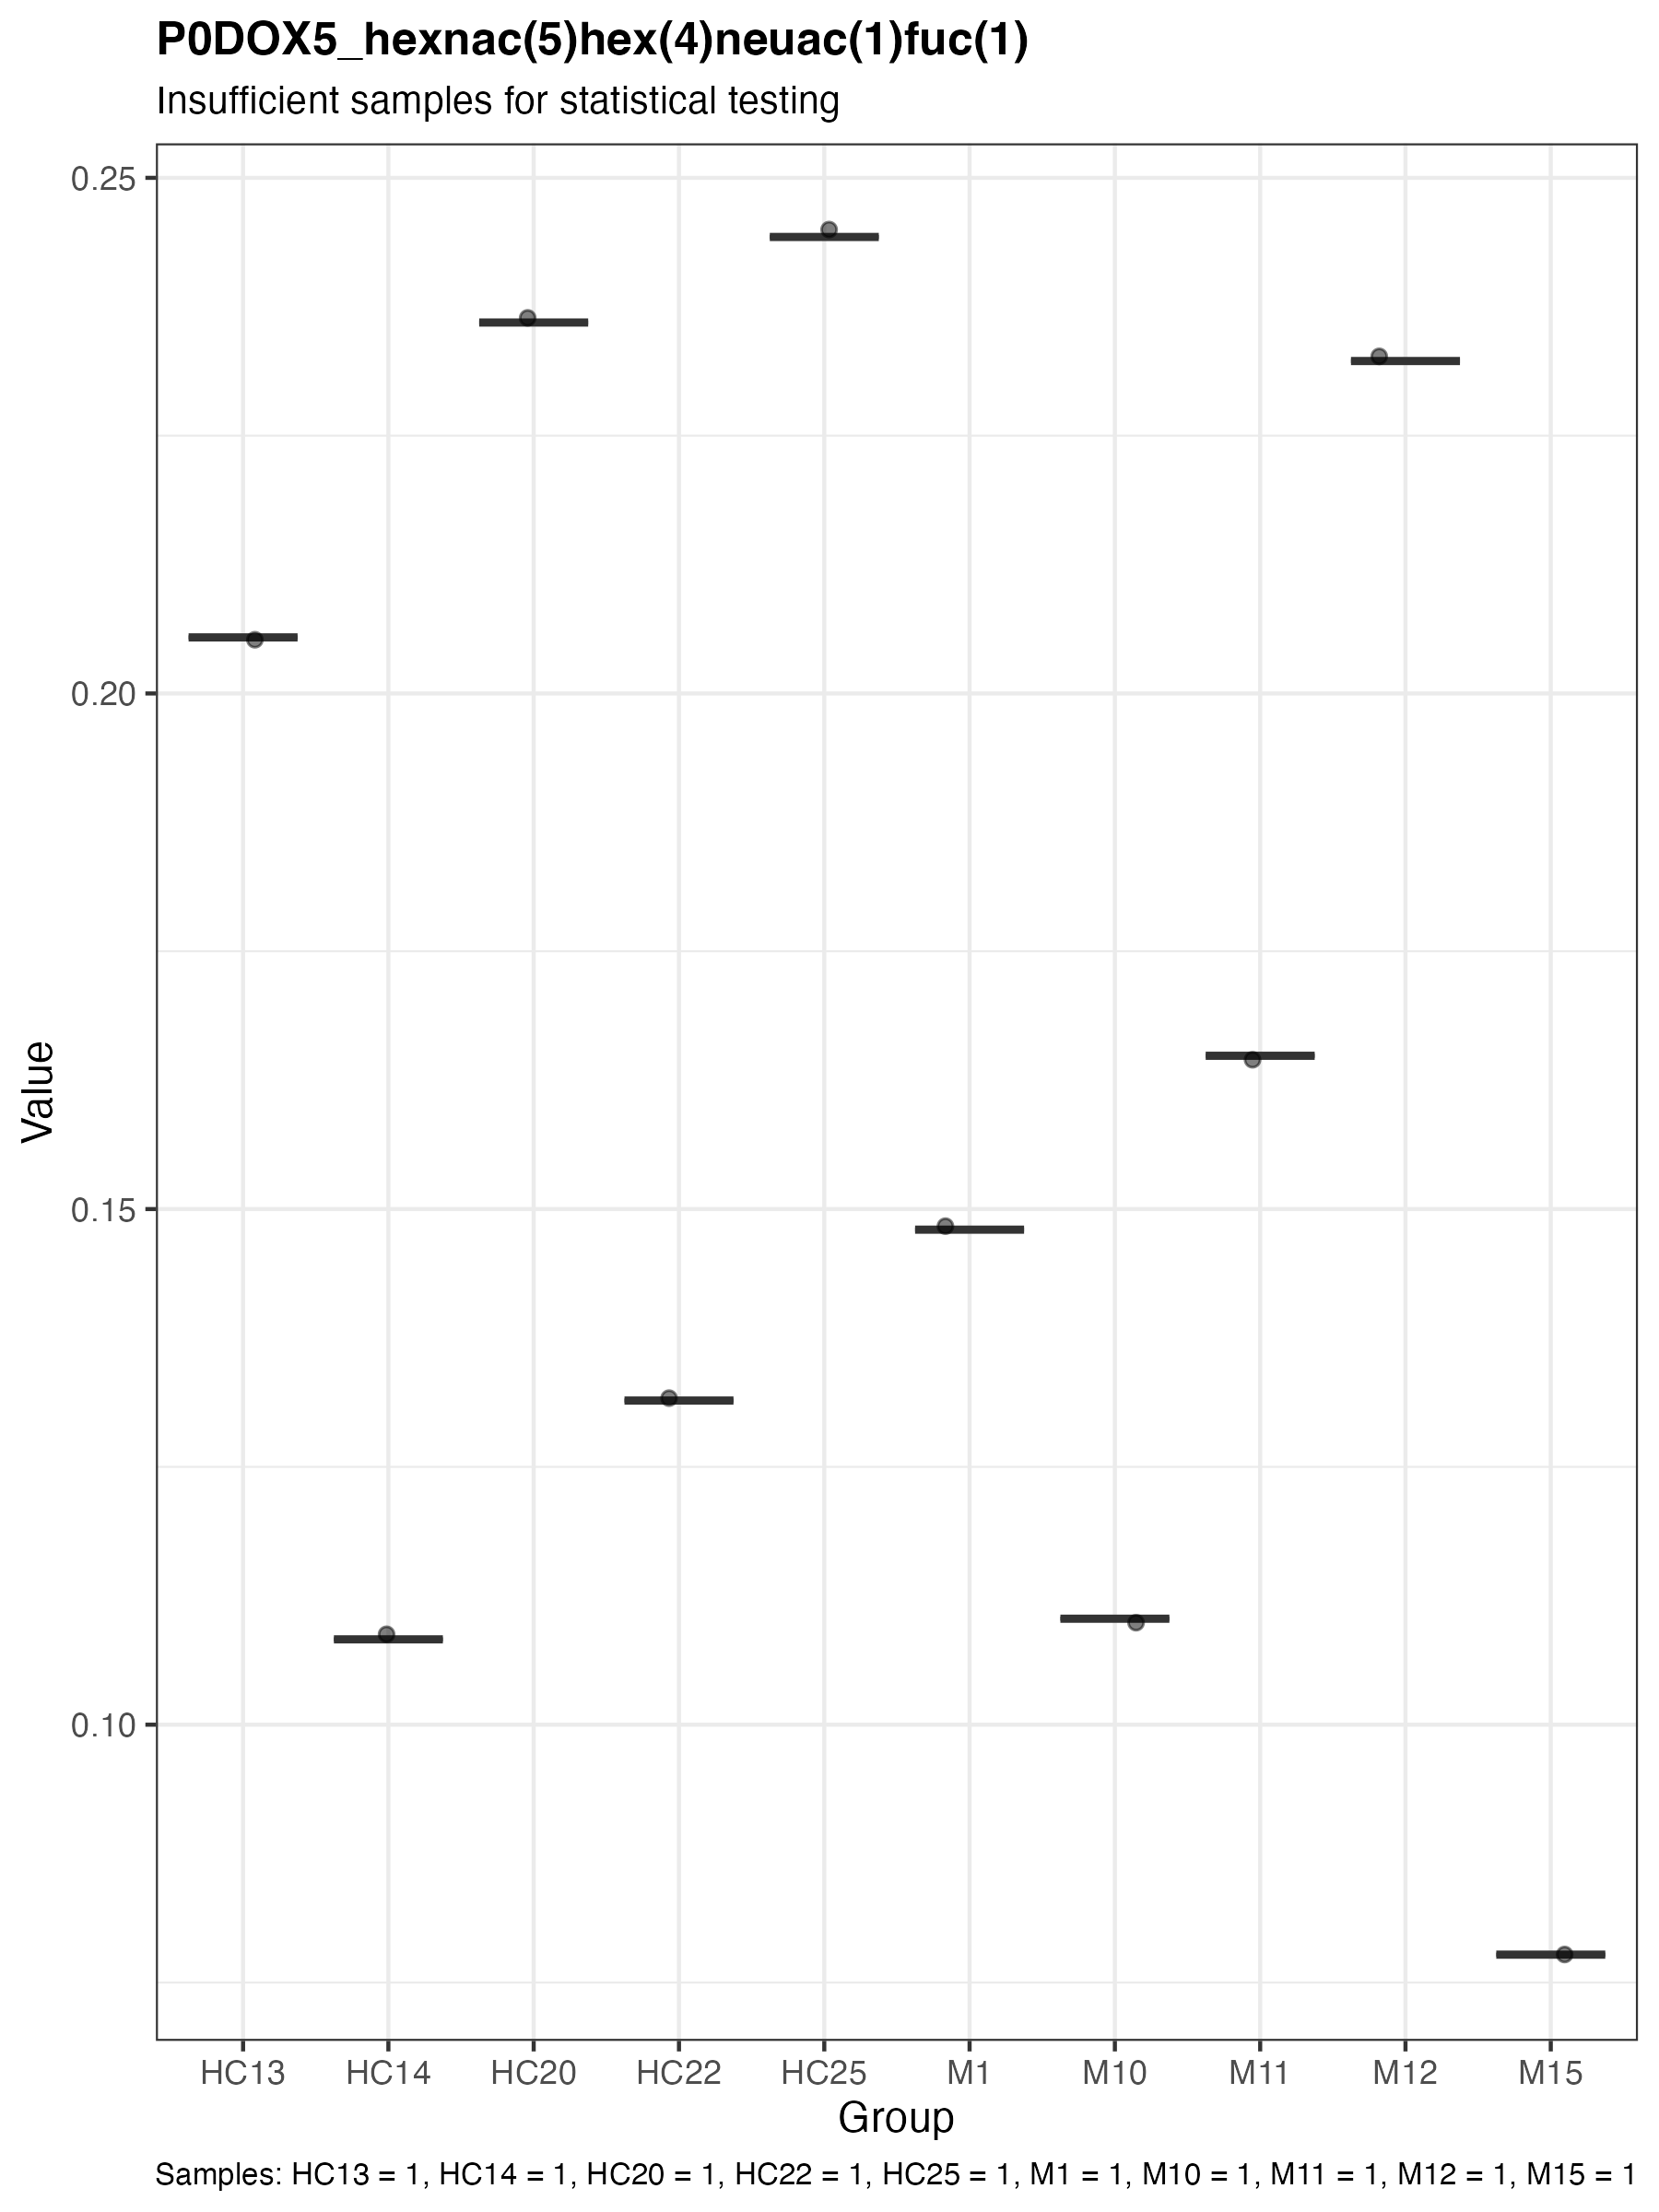 P0DOX5_hexnac(5)hex(4)neuac(1)fuc(1)
Insufficient samples for statistical testing
0.25
0.20
0.15
0.10
Value
HC13 HC14 HC20 HC22 HC25 M1 M10 M11 M12 M15
Group
Samples: HC13 = 1, HC14 = 1, HC20 = 1, HC22 = 1, HC25 = 1, M1 = 1, M10 = 1, M11 = 1, M12 = 1, M15 = 1